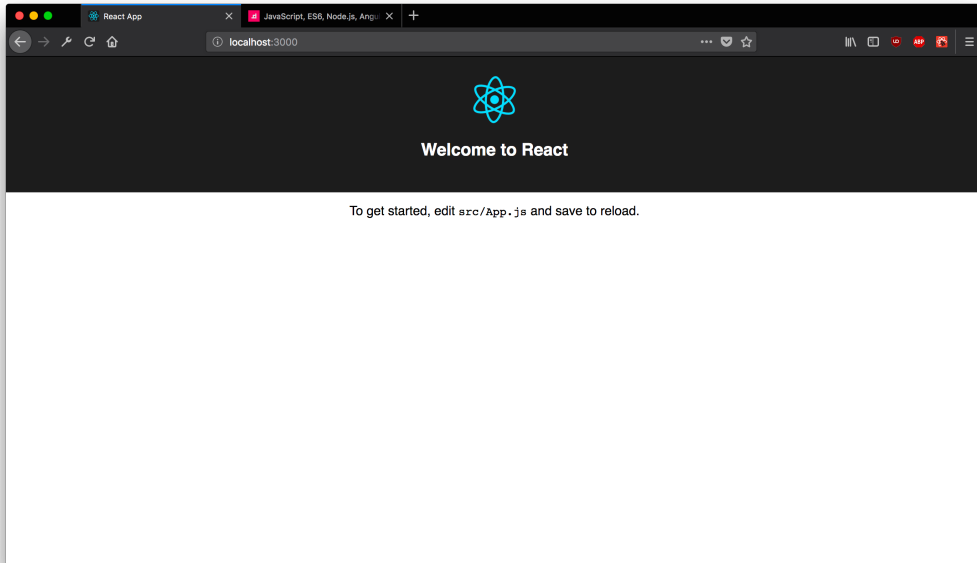 React App
JavaScript, ES6, Node.js, Angu
localhost:3000
ABP
Welcome to React
To get started, edit src/App.js and save to reload.